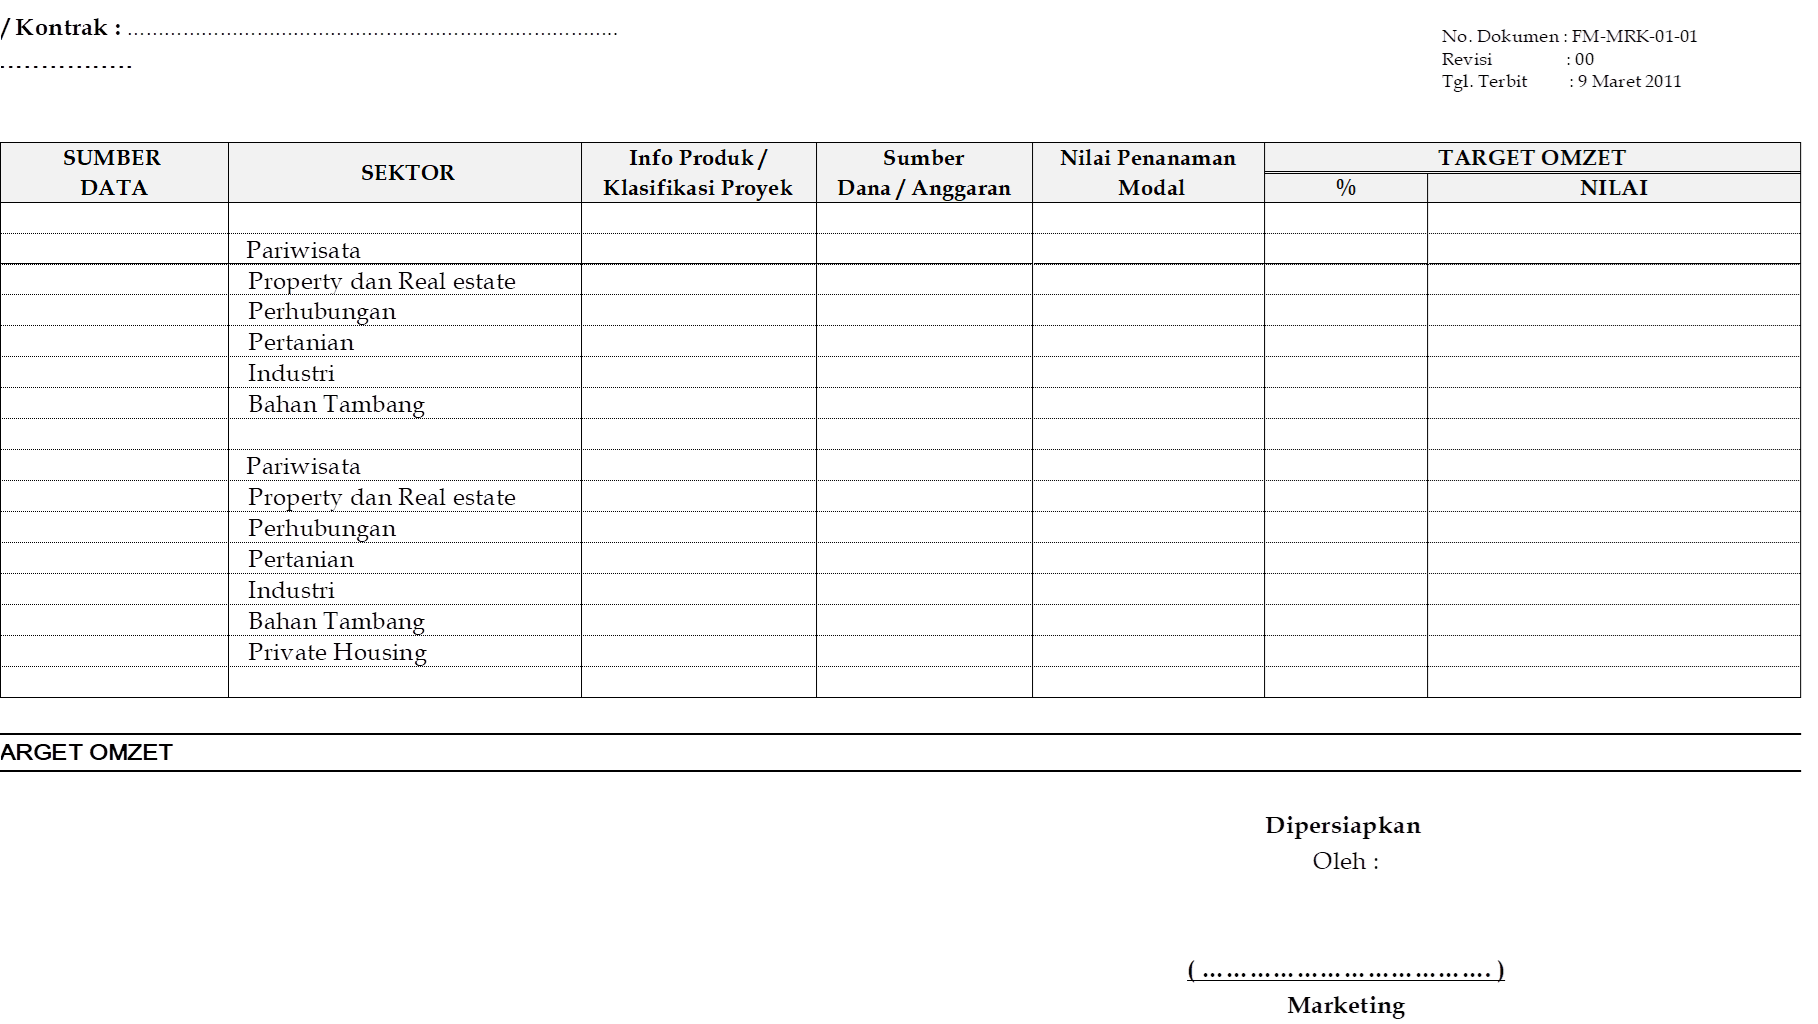 / Kontrak : ........................................................................
No. Dokumen : FM-MRK-01-01
................
Revisi : 00
Tgl. Terbit : 9 Maret 2011
SUMBER DATA
SEKTOR
Info Produk / Klasifikasi Proyek
Sumber Dana / Anggaran
Nilai Penanaman Modal
TARGET OMZET
%
NILAI
Pariwisata
Property dan Real estate
Perhubungan
Pertanian
Industri
Bahan Tambang
Pariwisata
Property dan Real estate
Perhubungan
Pertanian
Industri
Bahan Tambang
Private Housing
ARGET OMZET
Dipersiapkan
Oleh :
( ………………………………. )
Marketing